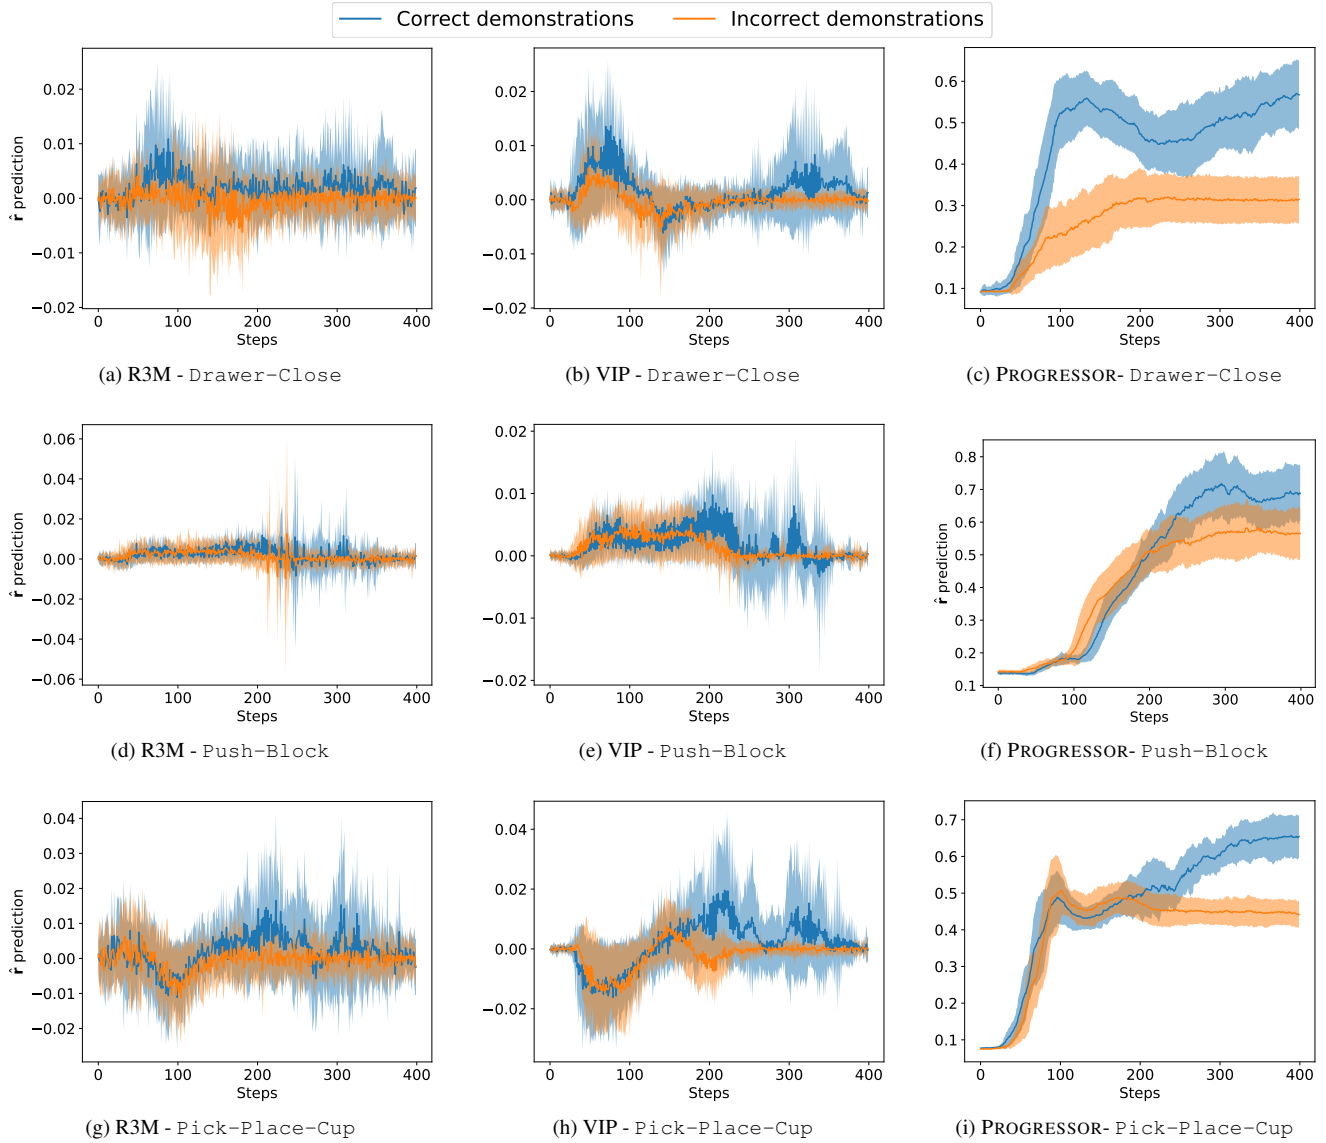 Correct demonstrations Incorrect demonstrations
0.02
0.01
0.00
−0.01
−0.02
r̂ prediction
0 100 200 300 400
Steps
(a) R3M - Drawer-Close
0.02
0.01
0.00
−0.01
−0.02
0 100 200 300 400
Steps
(b) VIP - Drawer-Close
0.6
0.5
0.4
0.3
0.2
0.1
0 100 200 300 400
Steps
(c) PROGRESSOR- Drawer-Close
0.06
0.04
0.02
0.00
−0.02
−0.04
−0.06
r̂ prediction
0 100 200 300 400
Steps
(d) R3M - Push-Block
0.02
0.01
0.00
−0.01
−0.02
0 100 200 300 400
Steps
(e) VIP - Push-Block
0.8
0.7
0.6
0.5
0.4
0.3
0.2
0.1
r̂ prediction
0 100 200 300 400
Steps
(f) PROGRESSOR- Push-Block
0.04
0.03
0.02
0.01
0.00
−0.01
−0.02
r̂ prediction
0 100 200 300 400
Steps
(g) R3M - Pick-Place-Cup
0.04
0.02
0.00
−0.02
0 100 200 300 400
Steps
(h) VIP - Pick-Place-Cup
0.7
0.6
0.5
0.4
0.3
0.2
0.1
0 100 200 300 400
Steps
(i) PROGRESSOR- Pick-Place-Cup